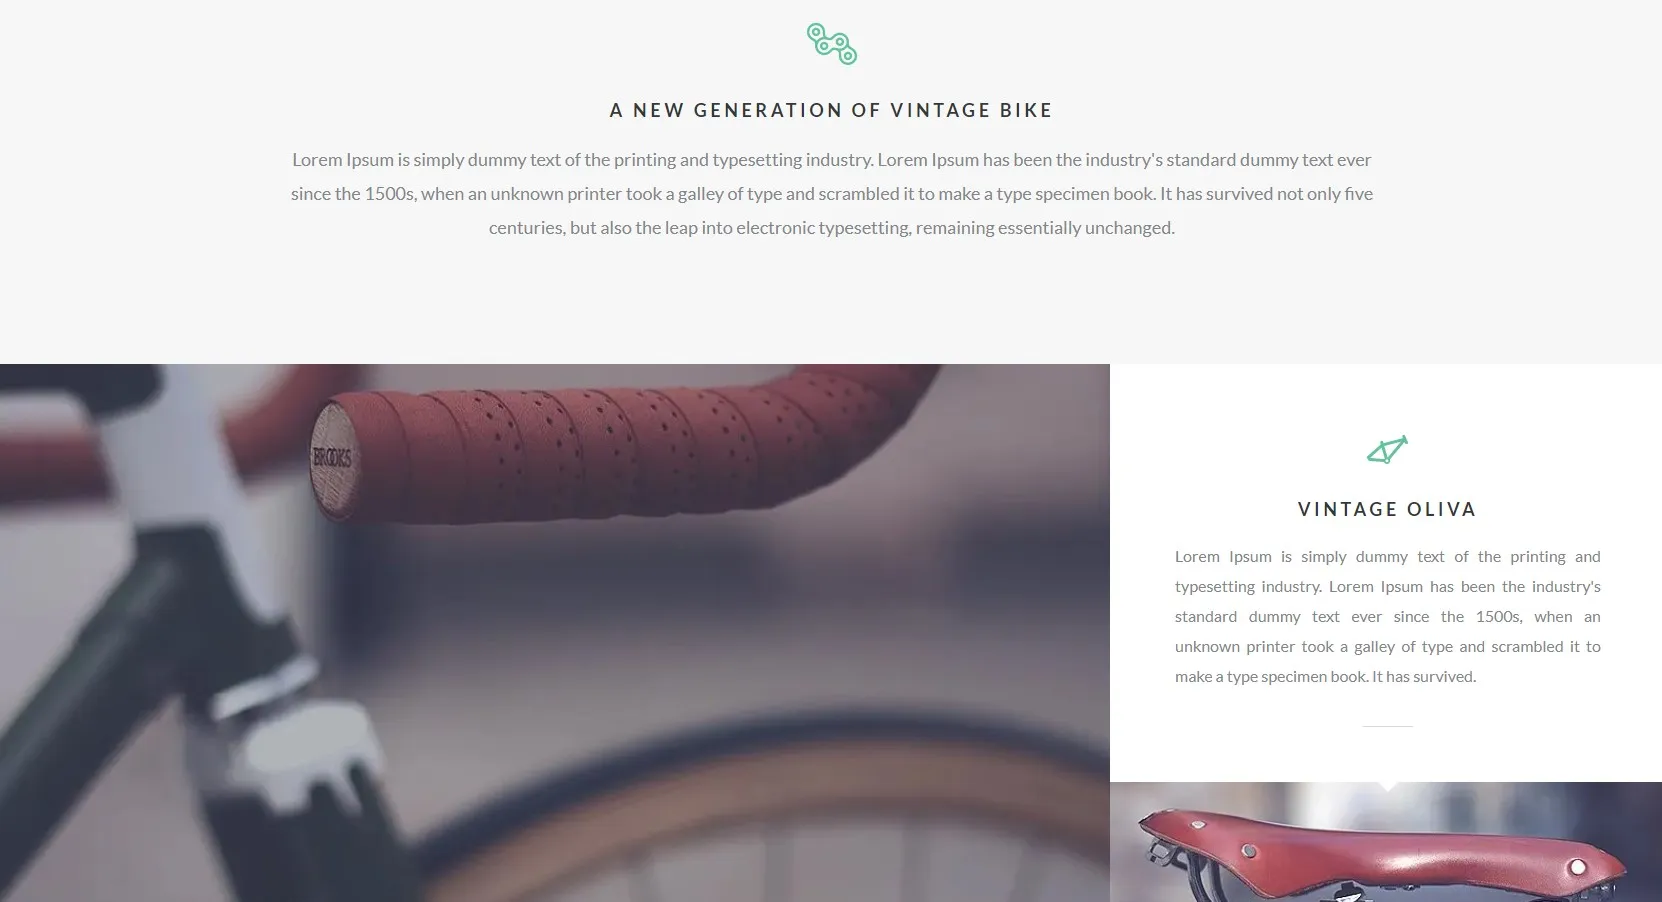 A NEW GENERATION OF VINTAGE BIKE
Lorem Ipsum is simply dummy text of the printing and typesetting industry. Lorem Ipsum has been the industry's standard dummy text ever
since the 1500s, when an unknown printer took a galley of type and scrambled it to make a type specimen book. It has survived not only five
centuries, but also the leap into electronic typesetting, remaining essentially unchanged.
BROOKS
VINTAGE OLIVA
Lorem Ipsum is simply dummy text of the printing and
typesetting industry. Lorem Ipsum has been the industry's
standard dummy text ever since the 1500s, when an
unknown printer took a galley of type and scrambled it to
make a type specimen book. It has survived.